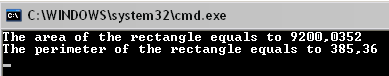 C:\WINDOWS\system32\cmd.exe
The area of the rectangle equals to 9200,0352
The perimeter of the rectangle equals to 385,36